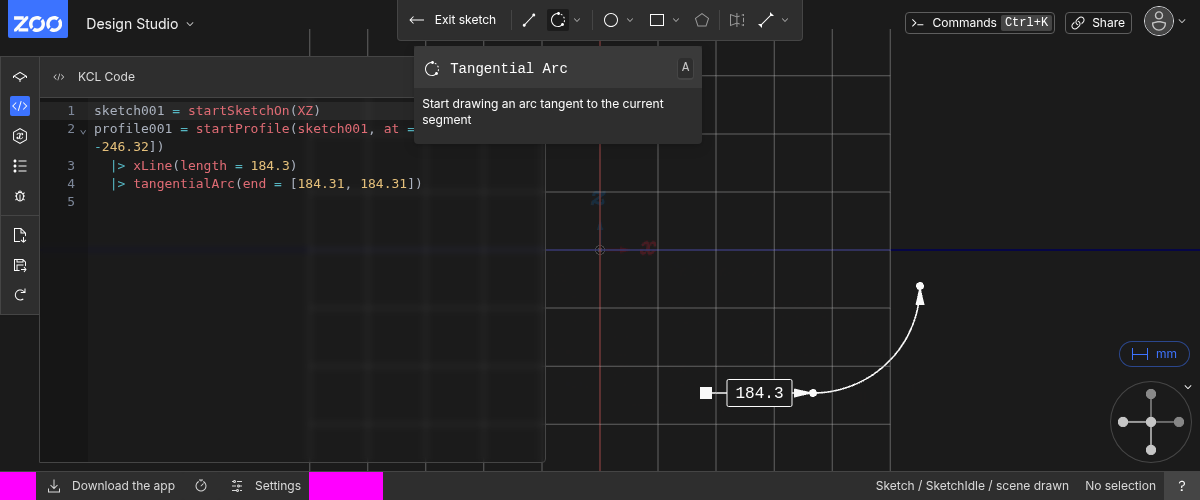 ZOO
Design Studio
Exit sketch
Commands Ctrl+K
Share
KCL Code
Tangential Arc
A
Start drawing an arc tangent to the current
segment
1 sketch001 = startSketchOn(XZ)
2 profile001 = startProfile(sketch001, at =
-246.32])
3 |> xLine(length = 184.3)
4 |> tangentialArc(end = [184.31, 184.31])
5
z
x
184.3
mm
Download the app
Settings
Sketch / SketchIdle / scene drawn
No selection
?